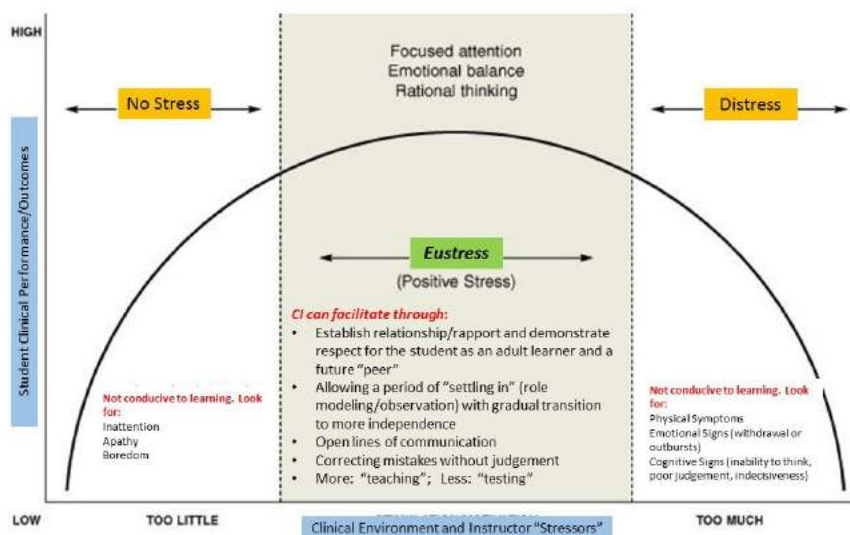 HIGH
Focused attention
Emotional balance
Rational thinking
No Stress
Distress
Student Clinical Performance/Outcomes
Eustress
(Positive Stress)
CI can facilitate through:
• Establish relationship/rapport and demonstrate
respect for the student as an adult learner and a
future "peer"
• Allowing a period of "settling in" (role
modeling/observation) with gradual transition
to more independence
• Open lines of communication
• Correcting mistakes without judgement
• More: "teaching"; Less: "testing"
Not conducive to learning. Look
for:
Inattention
Apathy
Boredom
Not conducive to learning. Look
for:
Physical Symptoms
Emotional Signs (withdrawal or
outbursts)
Cognitive Signs (inability to think,
poor judgement, indecisiveness)
LOW
TOO LITTLE
TOO MUCH
Clinical Environment and Instructor "Stressors"